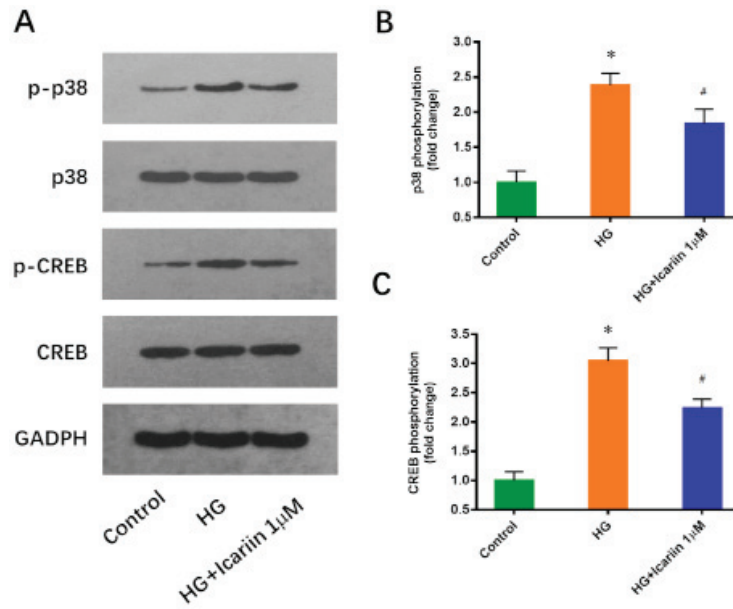 A
p-p38
p38
p-CREB
CREB
GADPH
Control
HG
HG+Icariin 1μM
B
p38 phosphorylation
(fold change)
3.0
2.5
2.0
1.5
1.0
0.5
*
#
Control
HG
HG+Icariin 1μM
C
CREB phosphorylation
(fold change)
3.5
3.0
2.5
2.0
1.5
1.0
0.5
*
#
Control
HG
HG+Icariin 1μM